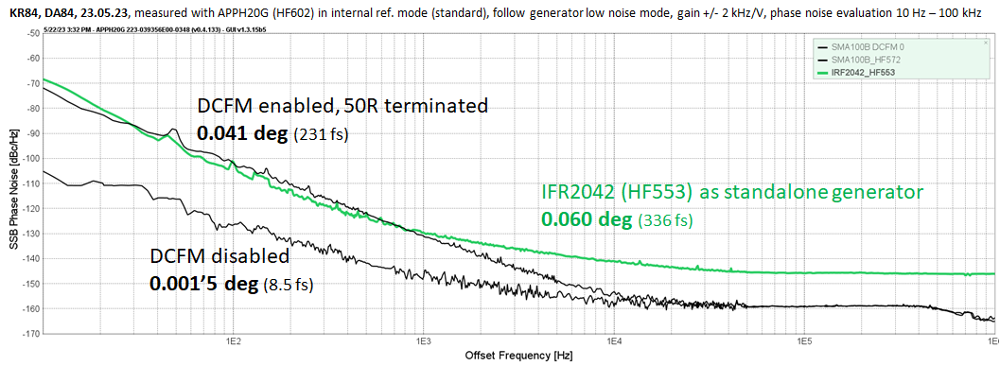 KR84, DA84, 23.05.23, measured with APPH20G (HF602) in internal ref. mode (standard), follow generator low noise mode, gain +/- 2 kHz/V, phase noise evaluation 10 Hz – 100 kHz
5/22/23 3:32 PM - APPH20G 223-039356E00-0348 (v0.4.133) - GUI v1.3.15b5
-50
-60
-70
-80
-90
-100
-110
-120
-130
-140
-150
-160
-170
SSB Phase Noise [dBc/Hz]
SMA100B DCFM 0
SMA100B_HF572
IRF2042_HF553
DCFM enabled, 50R terminated
0.041 deg (231 fs)
IFR2042 (HF553) as standalone generator
0.060 deg (336 fs)
DCFM disabled
0.001’5 deg (8.5 fs)
1E2
1E3
1E4
1E5
1E
Offset Frequency [Hz]